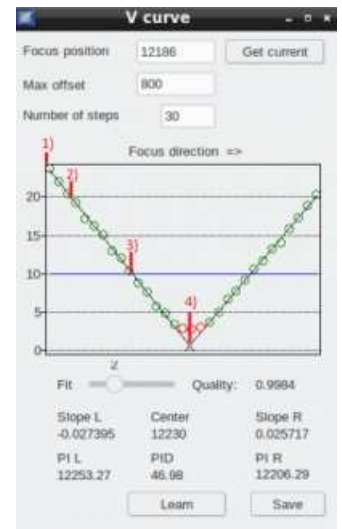 V curve
Focus position 12186 Get current
Max offset 800
Number of steps 30
1)
Focus direction =>
2)
20
15
3)
10
4)
5
0
2
Fit Quality: 0.9984
Slope L Center Slope R
-0.027395 12230 0.025717
PI L PID PI R
12253.27 46.98 12206.29
Learn Save